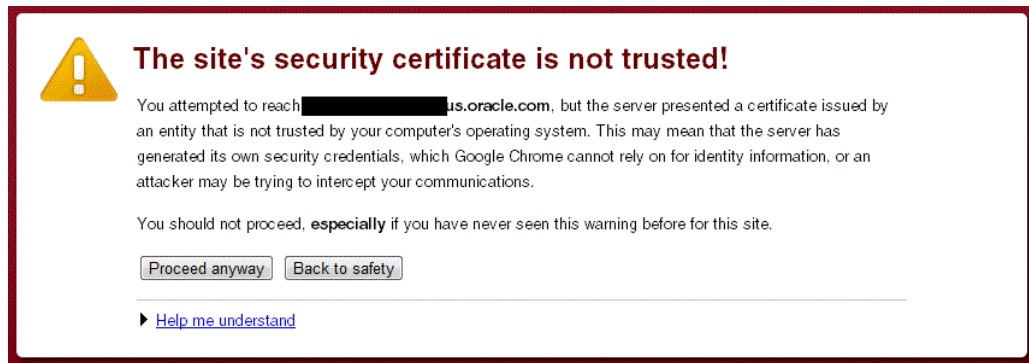 The site's security certificate is not trusted!
You attempted to reach us.oracle.com, but the server presented a certificate issued by
an entity that is not trusted by your computer's operating system. This may mean that the server has
generated its own security credentials, which Google Chrome cannot rely on for identity information, or an
attacker may be trying to intercept your communications.
You should not proceed, especially if you have never seen this warning before for this site.
Proceed anyway Back to safety
Help me understand